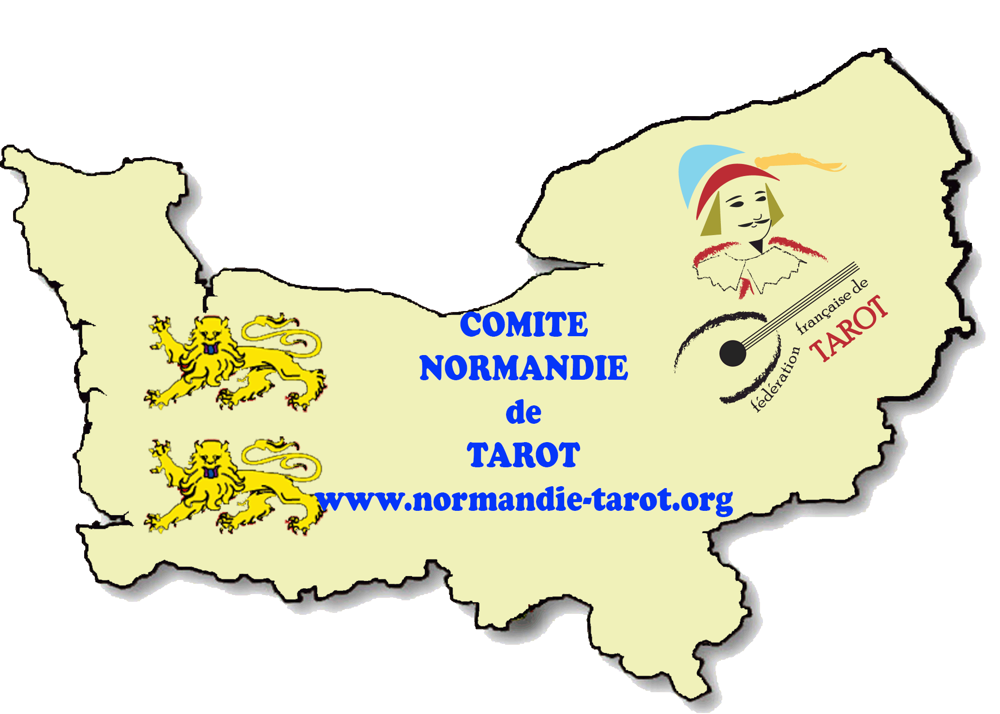 COMITE
NORMANDIE
de
TAROT
www.normandie-tarot.org
fédération
française de
TAROT